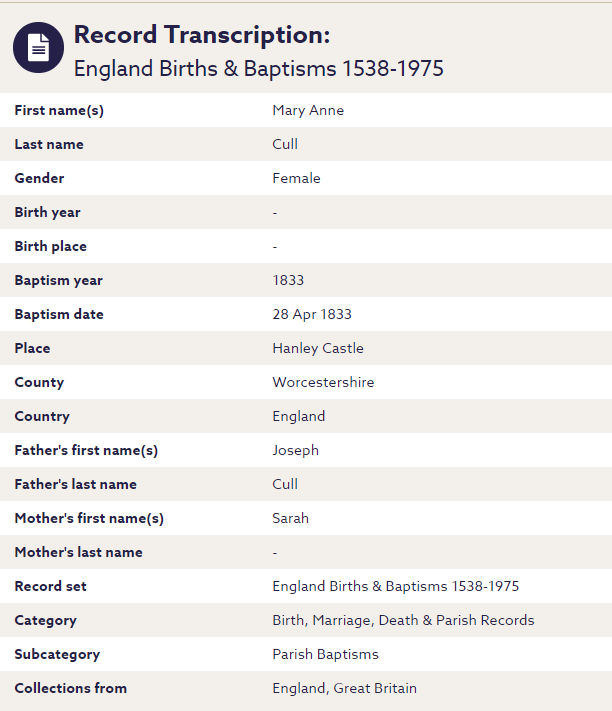 Record Transcription:
England Births & Baptisms 1538-1975
First name(s) Mary Anne
Last name Cull
Gender Female
Birth year -
Birth place -
Baptism year 1833
Baptism date 28 Apr 1833
Place Hanley Castle
County Worcestershire
Country England
Father's first name(s) Joseph
Father's last name Cull
Mother's first name(s) Sarah
Mother's last name -
Record set England Births & Baptisms 1538-1975
Category Birth, Marriage, Death & Parish Records
Subcategory Parish Baptisms
Collections from England, Great Britain